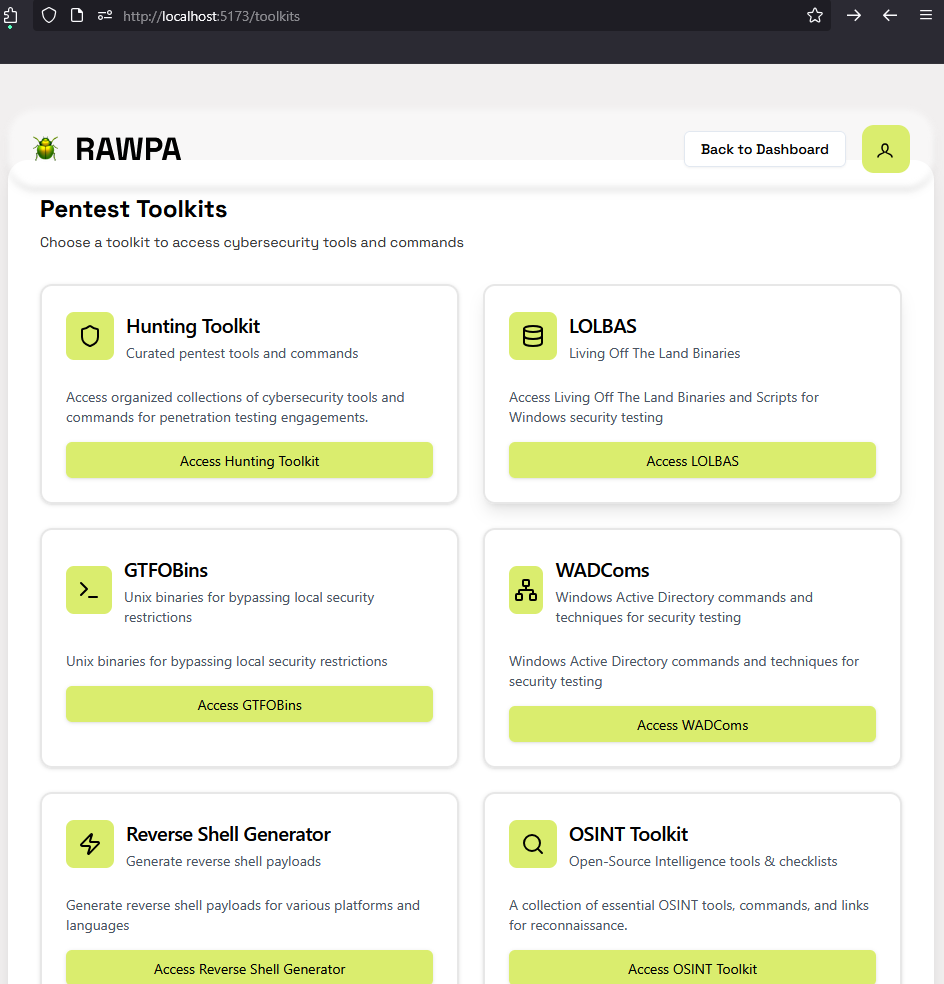 http://localhost:5173/toolkits
RAWPA
Back to Dashboard
Pentest Toolkits
Choose a toolkit to access cybersecurity tools and commands
Hunting Toolkit
Curated pentest tools and commands
Access organized collections of cybersecurity tools and
commands for penetration testing engagements.
Access Hunting Toolkit
LOLBAS
Living Off The Land Binaries
Access Living Off The Land Binaries and Scripts for
Windows security testing
Access LOLBAS
GTFOBins
Unix binaries for bypassing local security
restrictions
Unix binaries for bypassing local security restrictions
Access GTFOBins
WADComs
Windows Active Directory commands and
techniques for security testing
Windows Active Directory commands and techniques for
security testing
Access WADComs
Reverse Shell Generator
Generate reverse shell payloads
Generate reverse shell payloads for various platforms and
languages
Access Reverse Shell Generator
OSINT Toolkit
Open-Source Intelligence tools & checklists
A collection of essential OSINT tools, commands, and links
for reconnaissance.
Access OSINT Toolkit